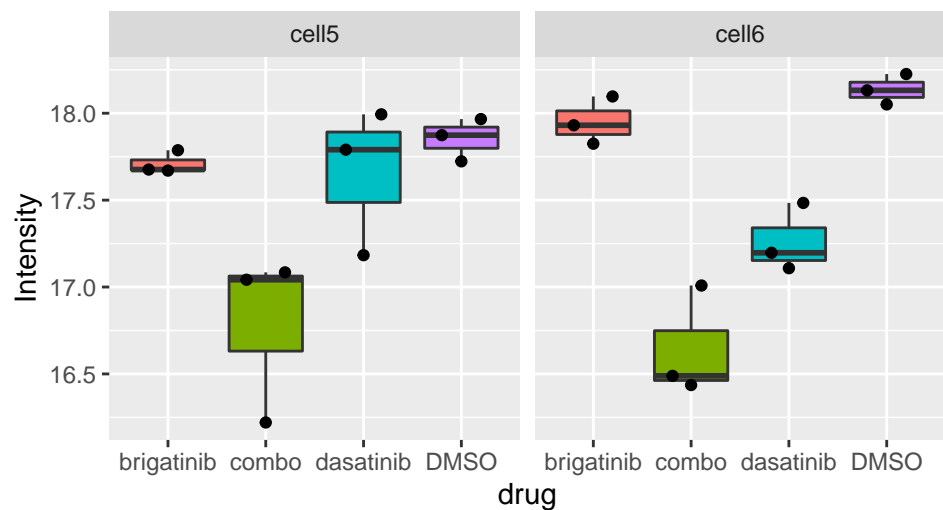 cell5 cell6
Intensity
18.0
17.5
17.0
16.5
brigatinib combo dasatinib DMSO brigatinib combo dasatinib DMSO
drug